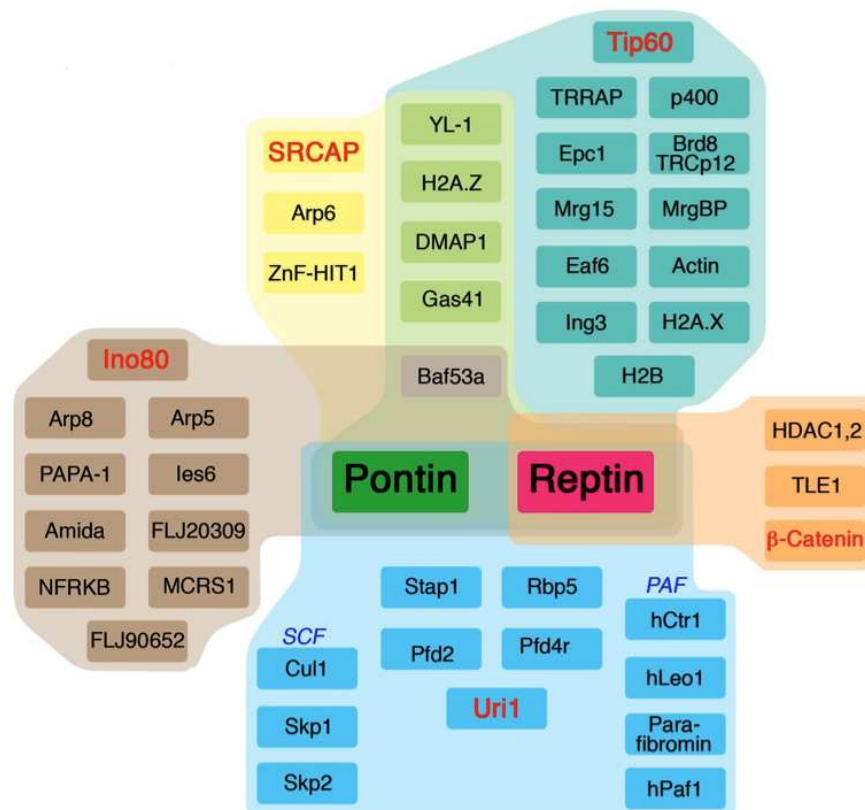 Tip60
TRRAP
p400
Epc1
Brd8
TRCp12
Mrg15
MrgBP
Eaf6
Actin
Ing3
H2A.X
H2B
YL-1
H2A.Z
DMAP1
Gas41
Baf53a
SRCAP
Arp6
ZnF-HIT1
Ino80
Arp8
Arp5
PAPA-1
Ies6
Amida
FLJ20309
NFRKB
MCRS1
FLJ90652
Pontin
Reptin
HDAC1,2
TLE1
β-Catenin
Stap1
Rbp5
Pfd2
Pfd4r
Uri1
SCF
Cul1
Skp1
Skp2
PAF
hCtr1
hLeo1
Para-
fibromin
hPaf1